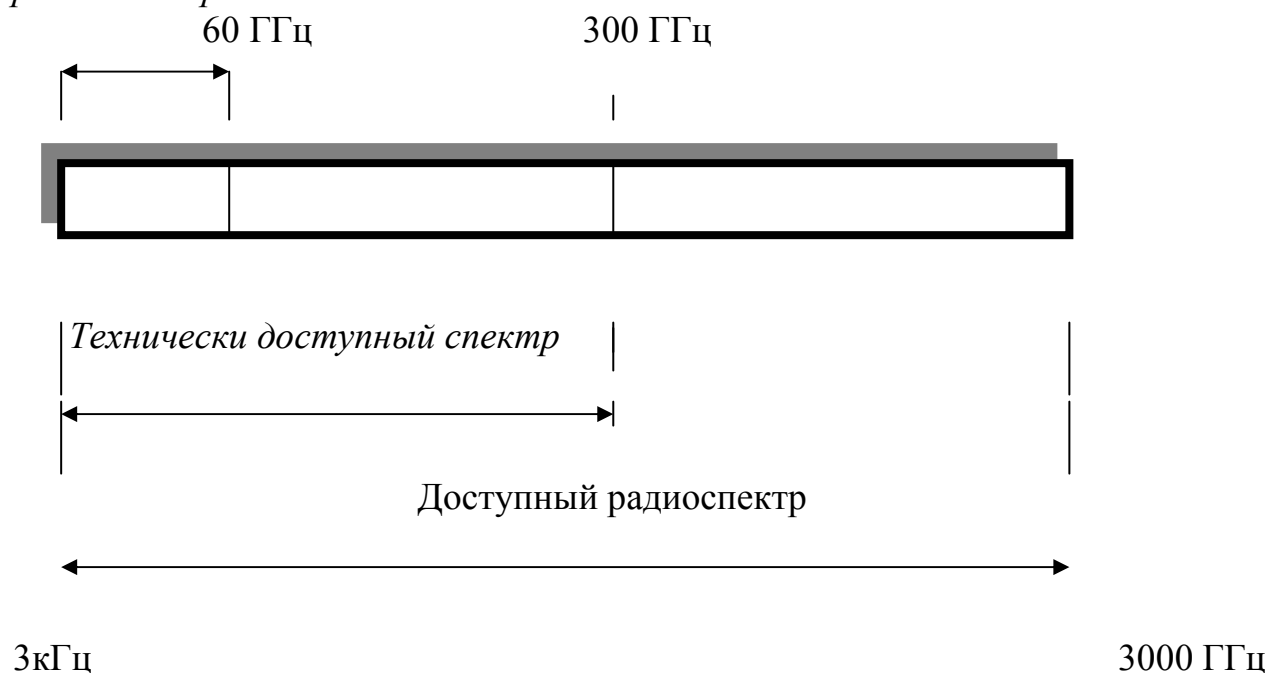 60 ГГц 300 ГГц
Технически доступный спектр
Доступный радиоспектр
3кГц 3000 ГГц